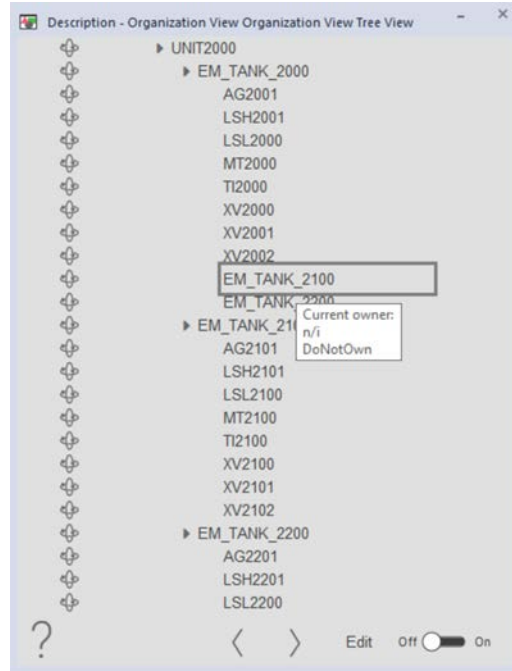 Description - Organization View Organization View Tree View
UNIT2000
EM_TANK_2000
AG2001
LSH2001
LSL2000
MT2000
TI2000
XV2000
XV2001
XV2002
EM_TANK_2100
EM_TANK_2200
Current owner:
n/i
DoNotOwn
EM_TANK_210
AG2101
LSH2101
LSL2100
MT2100
TI2100
XV2100
XV2101
XV2102
EM_TANK_2200
AG2201
LSH2201
LSL2200
? Edit Off On